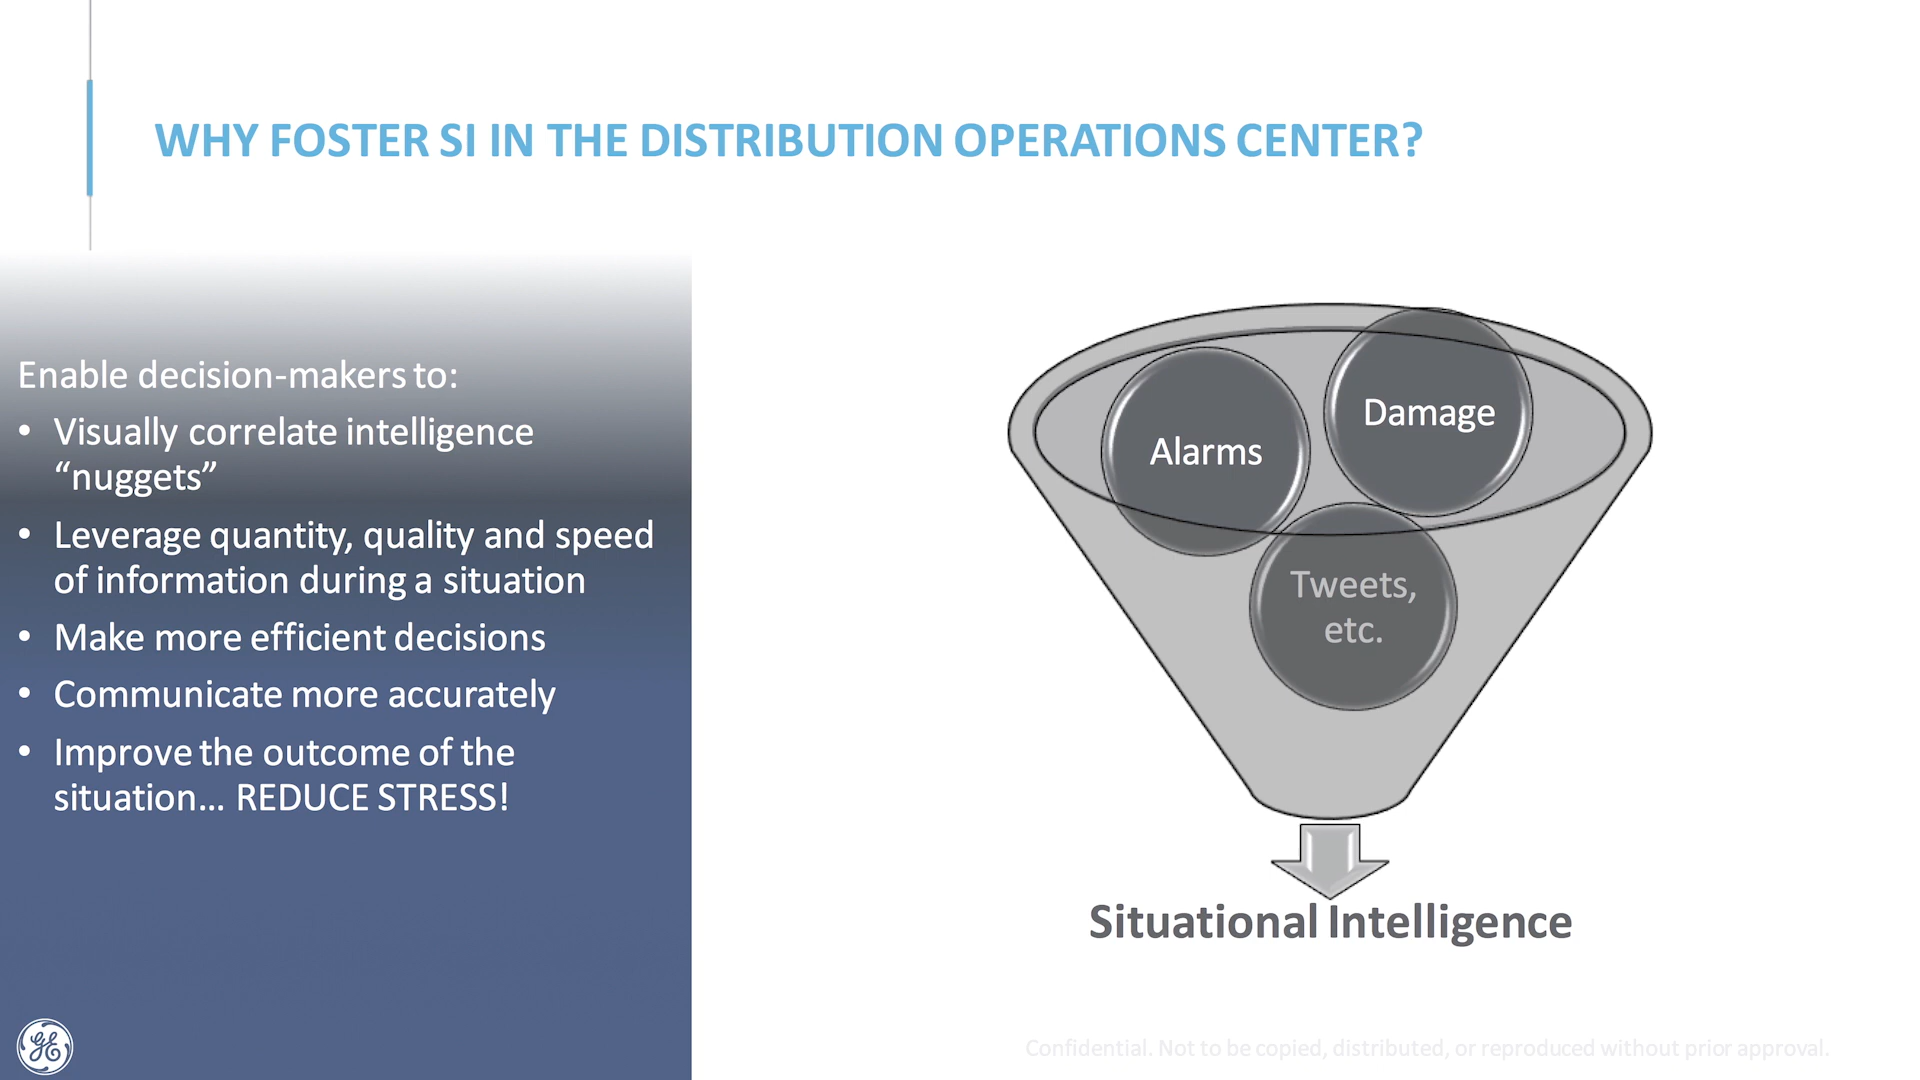 WHY FOSTER SI IN THE DISTRIBUTION OPERATIONS CENTER?
Enable decision-makers to:
• Visually correlate intelligence
“nuggets”
• Leverage quantity, quality and speed
of information during a situation
• Make more efficient decisions
• Communicate more accurately
• Improve the outcome of the
situation... REDUCE STRESS!
Damage
Alarms
Tweets,
etc.
Situational Intelligence
GE
Confidential. Not to be copied, distributed, or reproduced without prior approval.